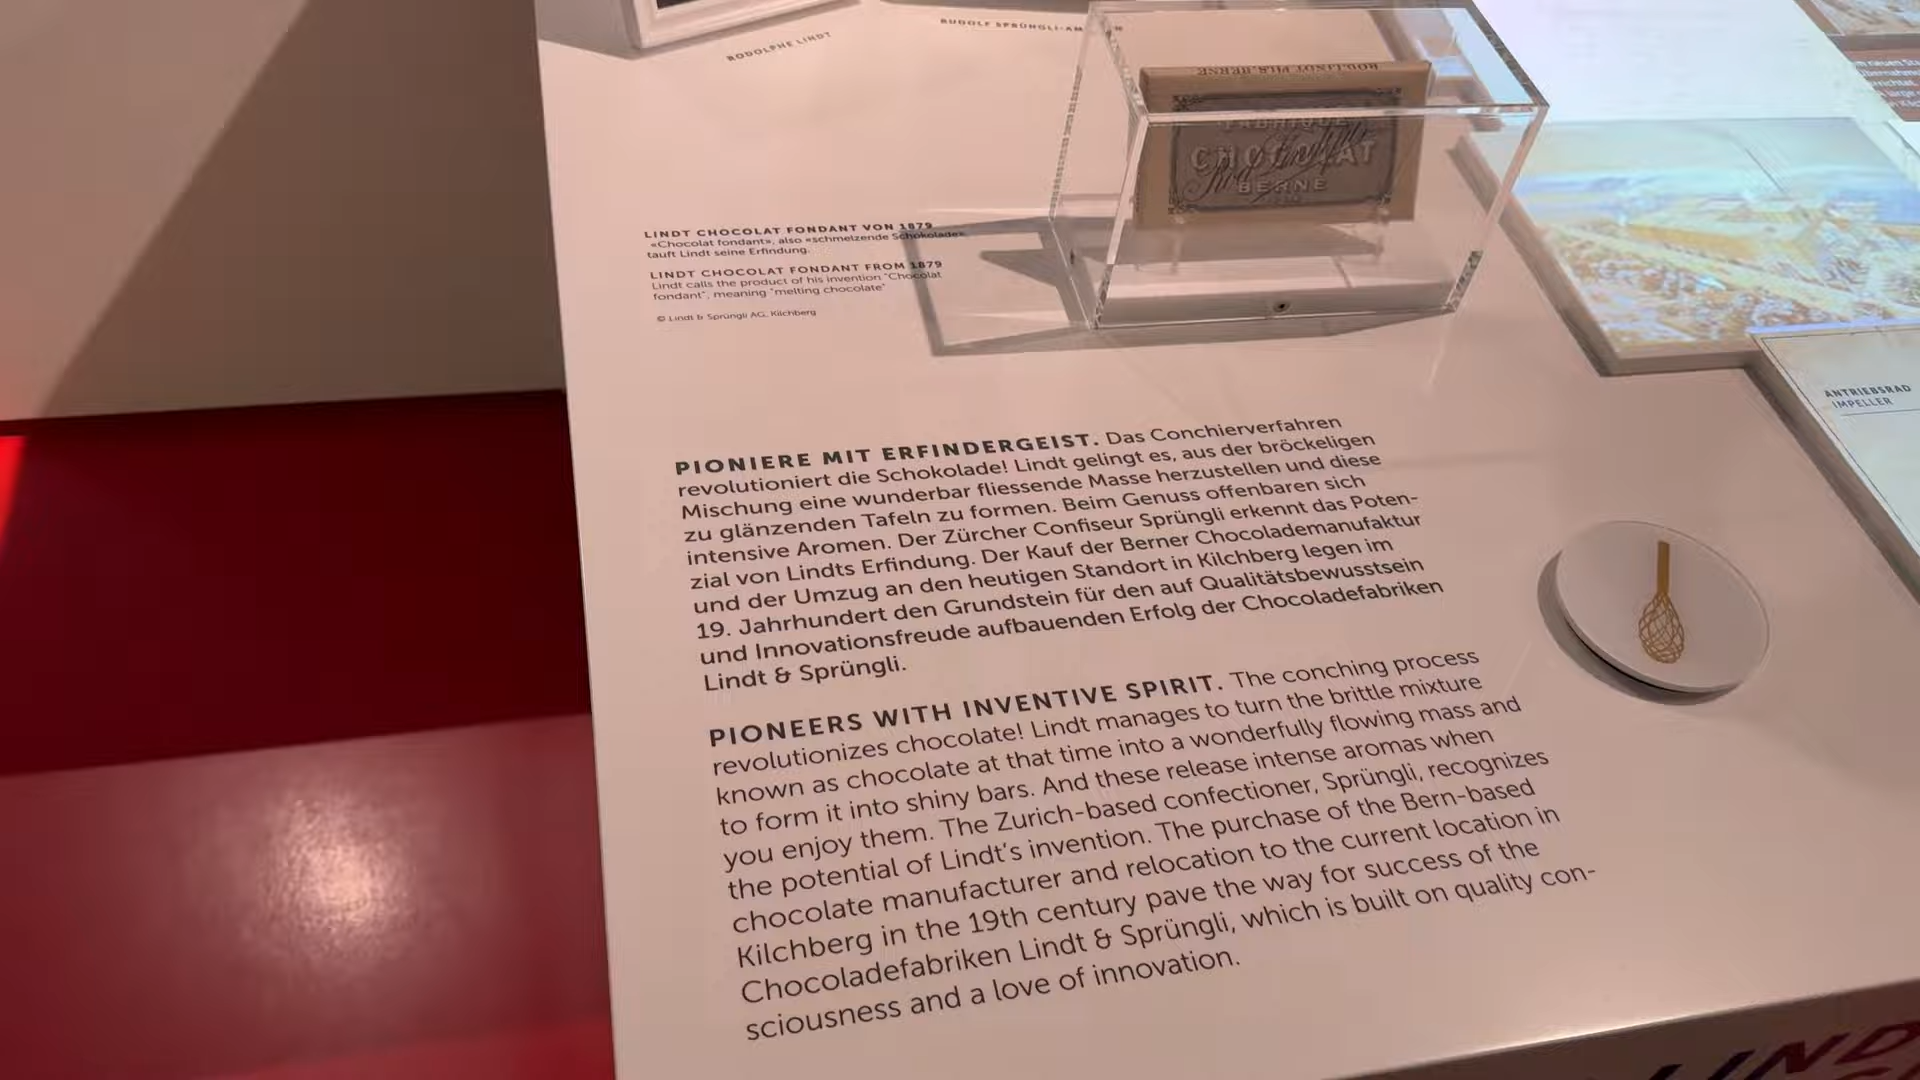 RODOLPHE LINDT
RUDOLF SPRÜNGLI-AM
ROD. LINDT FILS, BERNE
FABRIQUE
CHOCOLAT
Rod. Lindt fils
BERNE
LINDT CHOCOLAT FONDANT VON 1879
«Chocolat fondant», also «schmelzende Schokolade»,
tauft Lindt seine Erfindung.
LINDT CHOCOLAT FONDANT FROM 1879
Lindt calls the product of his invention "Chocolat
fondant", meaning "melting chocolate"
© Lindt & Sprüngli AG, Kilchberg
ANTRIEBSRAD
IMPELLER
PIONIERE MIT ERFINDERGEIST. Das Conchierverfahren
revolutioniert die Schokolade! Lindt gelingt es, aus der bröckeligen
Mischung eine wunderbar fliessende Masse herzustellen und diese
zu glänzenden Tafeln zu formen. Beim Genuss offenbaren sich
intensive Aromen. Der Zürcher Confiseur Sprüngli erkennt das Poten-
zial von Lindts Erfindung. Der Kauf der Berner Chocolademanufaktur
und der Umzug an den heutigen Standort in Kilchberg legen im
19. Jahrhundert den Grundstein für den auf Qualitätsbewusstsein
und Innovationsfreude aufbauenden Erfolg der Chocoladefabriken
Lindt & Sprüngli.
PIONEERS WITH INVENTIVE SPIRIT. The conching process
revolutionizes chocolate! Lindt manages to turn the brittle mixture
known as chocolate at that time into a wonderfully flowing mass and
to form it into shiny bars. And these release intense aromas when
you enjoy them. The Zurich-based confectioner, Sprüngli, recognizes
the potential of Lindt's invention. The purchase of the Bern-based
chocolate manufacturer and relocation to the current location in
Kilchberg in the 19th century pave the way for success of the
Chocoladefabriken Lindt & Sprüngli, which is built on quality con-
sciousness and a love of innovation.